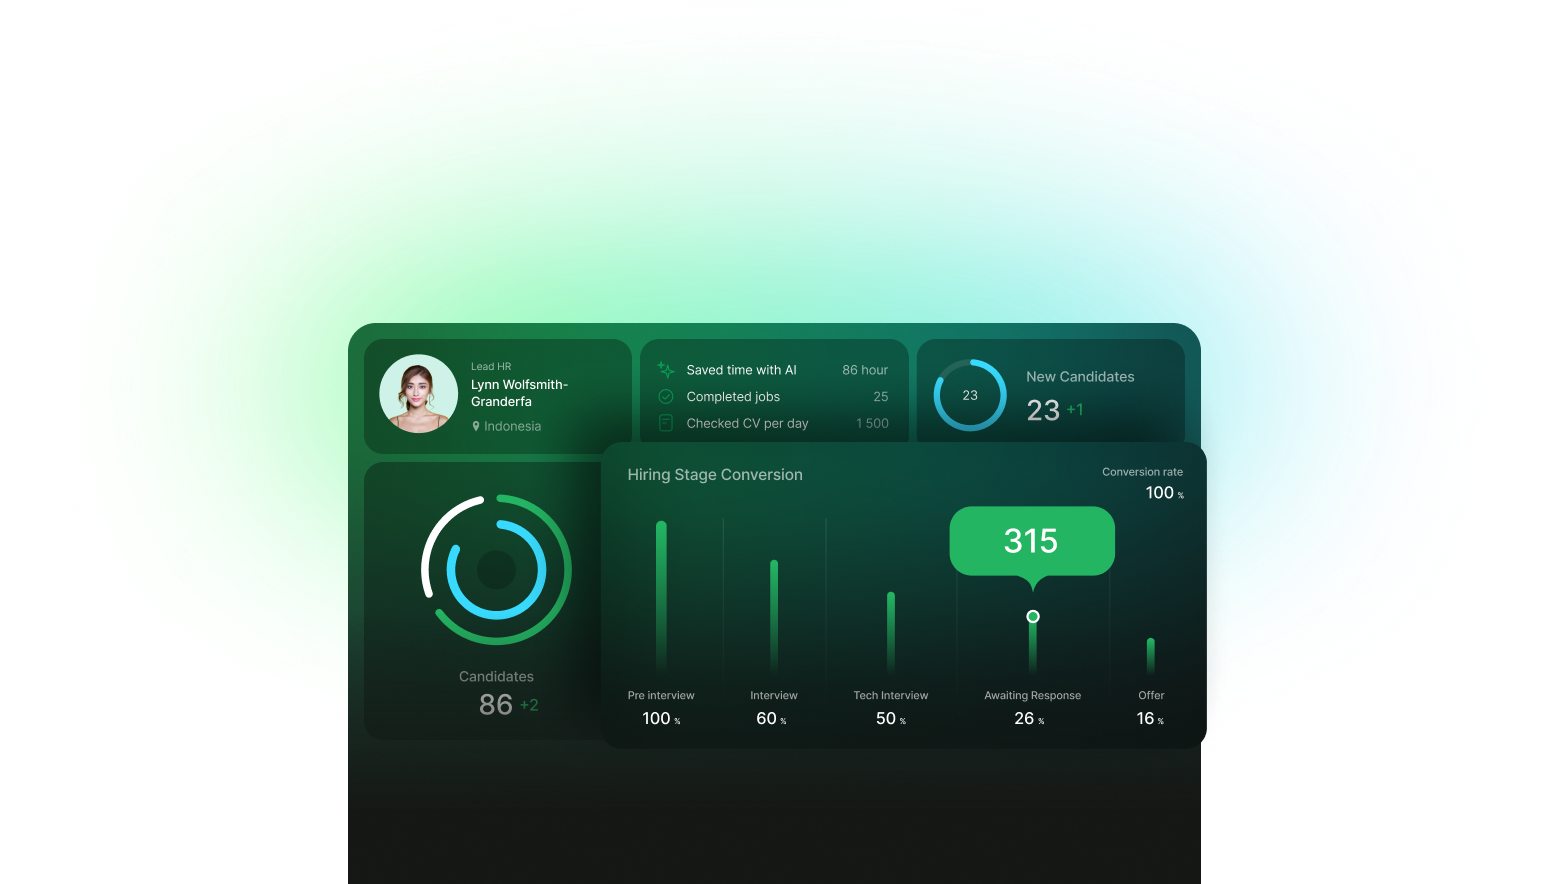 Lead HR
Lynn Wolfsmith-
Granderfa
Indonesia
Saved time with AI 86 hour
Completed jobs 25
Checked CV per day 1 500
23
New Candidates
23 +1
Candidates
86 +2
Hiring Stage Conversion
Conversion rate
100 %
315
Pre interview Interview Tech Interview Awaiting Response Offer
100 % 60 % 50 % 26 % 16 %